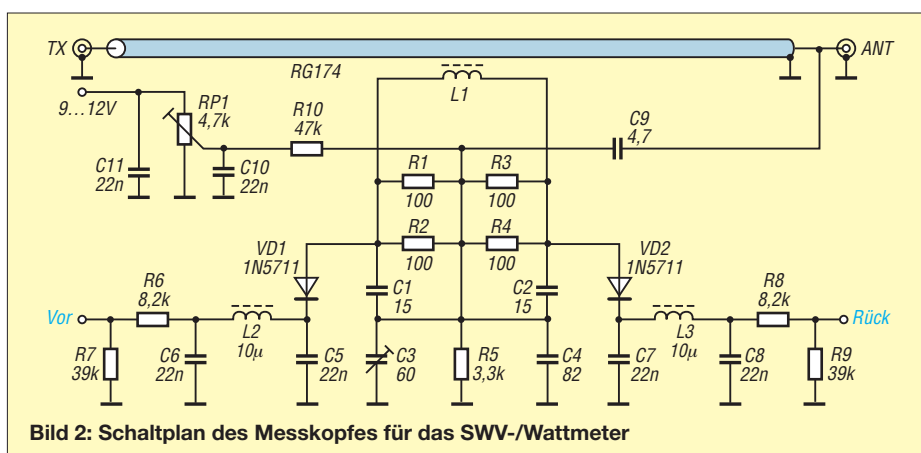 TX
ANT
RG174
L1
9...12V
RP1
4,7k
R10
47k
C9
4,7
C11
22n
C10
22n
R1
100
R3
100
R2
100
R4
100
VD1
1N5711
VD2
1N5711
C1
15
C2
15
R6
8,2k
R8
8,2k
Vor
Rück
L2
10µ
L3
10µ
R7
39k
C6
22n
C5
22n
C3
60
R5
3,3k
C4
82
C7
22n
C8
22n
R9
39k
Bild 2: Schaltplan des Messkopfes für das SWV-/Wattmeter